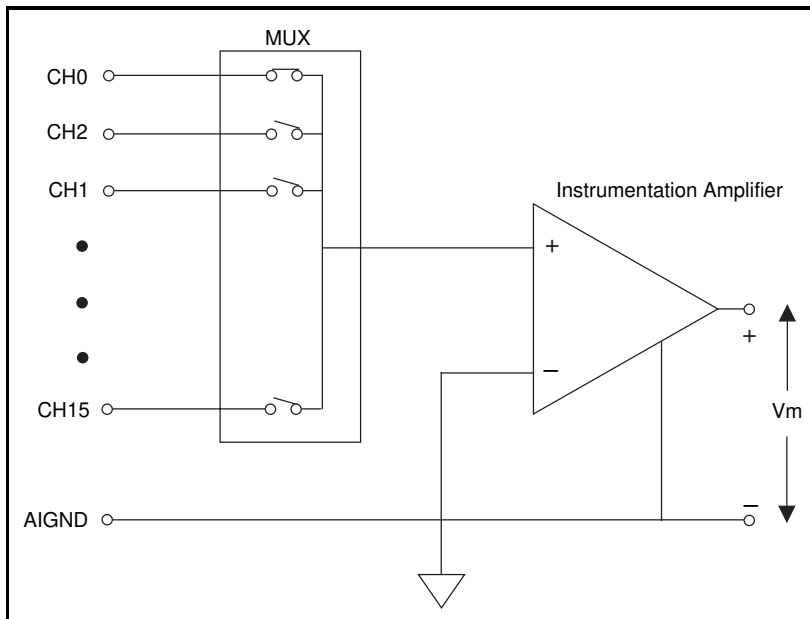 MUX
CH0
CH2
CH1
Instrumentation Amplifier
+
+
−
Vm
CH15
−
AIGND